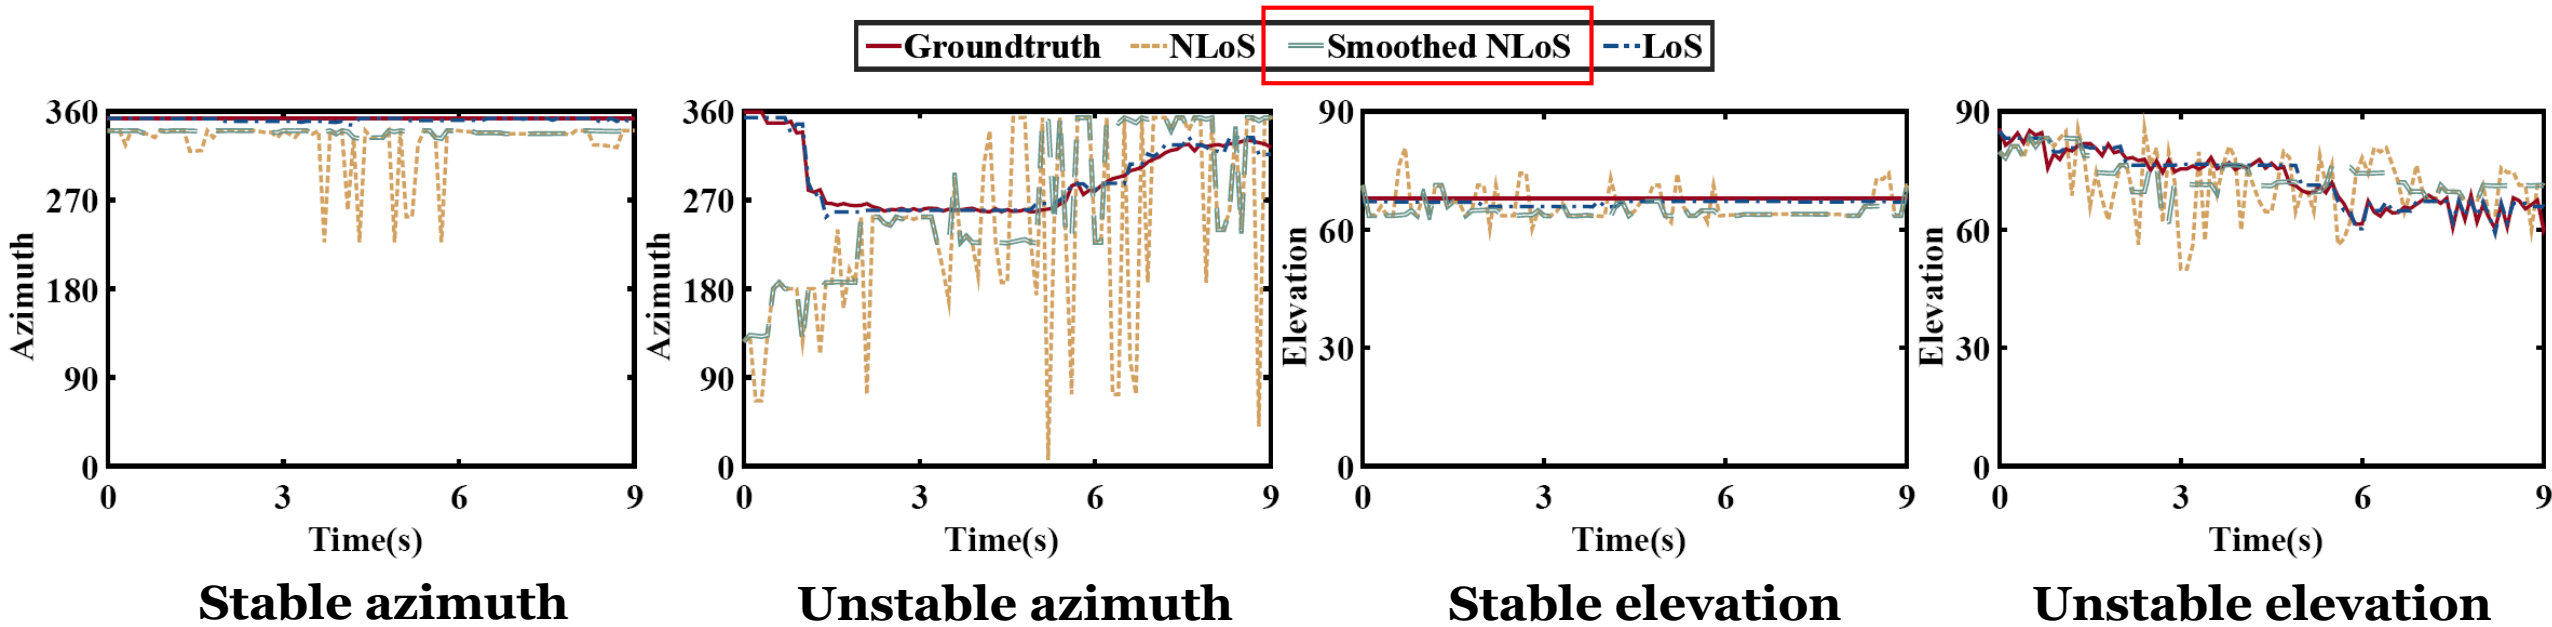 Groundtruth NLoS Smoothed NLoS LoS
360
270
180
90
0
Azimuth
0 3 6 9
Time(s)
Stable azimuth
360
270
180
90
0
Azimuth
0 3 6 9
Time(s)
Unstable azimuth
90
60
30
0
Elevation
0 3 6 9
Time(s)
Stable elevation
90
60
30
0
Elevation
0 3 6 9
Time(s)
Unstable elevation